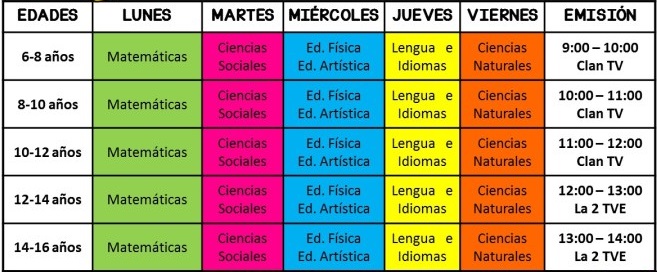 EDADES LUNES MARTES MIÉRCOLES JUEVES VIERNES EMISIÓN
6-8 años Matemáticas Ciencias Sociales Ed. Física Ed. Artística Lengua e Idiomas Ciencias Naturales 9:00 – 10:00 Clan TV
8-10 años Matemáticas Ciencias Sociales Ed. Física Ed. Artística Lengua e Idiomas Ciencias Naturales 10:00 – 11:00 Clan TV
10-12 años Matemáticas Ciencias Sociales Ed. Física Ed. Artística Lengua e Idiomas Ciencias Naturales 11:00 – 12:00 Clan TV
12-14 años Matemáticas Ciencias Sociales Ed. Física Ed. Artística Lengua e Idiomas Ciencias Naturales 12:00 – 13:00 La 2 TVE
14-16 años Matemáticas Ciencias Sociales Ed. Física Ed. Artística Lengua e Idiomas Ciencias Naturales 13:00 – 14:00 La 2 TVE